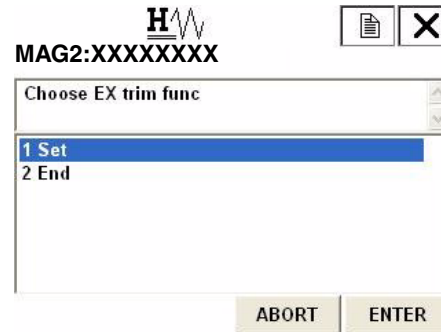 H
MAG2:XXXXXXXX
Choose EX trim func
1 Set
2 End
ABORT ENTER